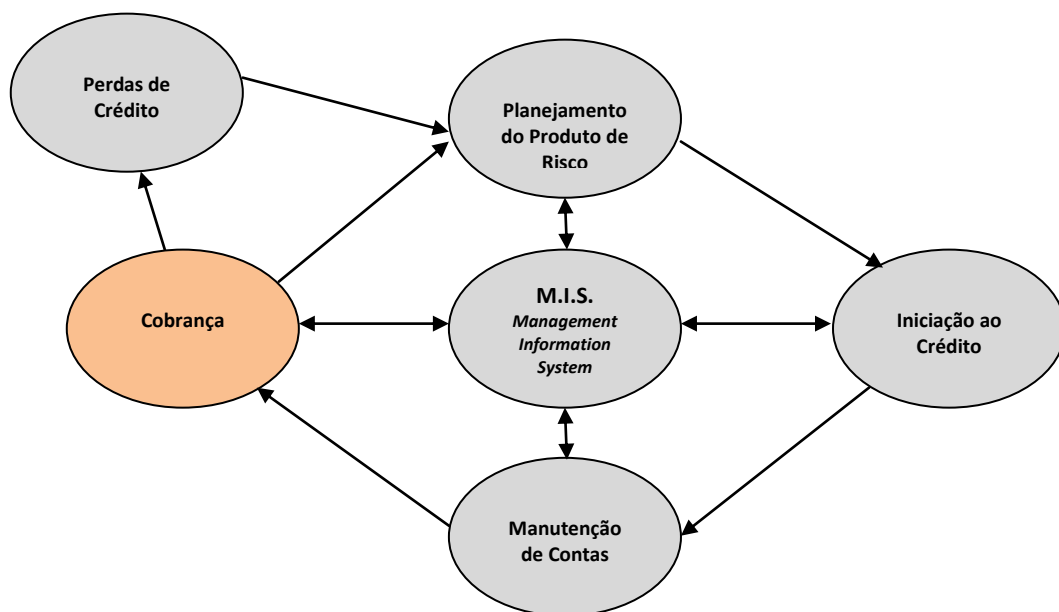 Perdas de
Crédito
Planejamento
do Produto de
Risco
Cobrança
M.I.S.
Management
Information
System
Iniciação ao
Crédito
Manutenção
de Contas